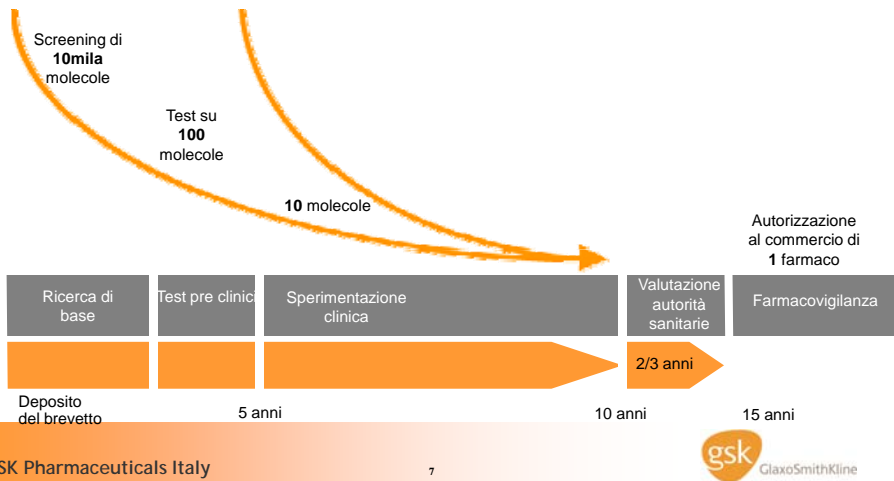 Screening di
10mila
molecole
Test su
100
molecole
10 molecole
Autorizzazione
al commercio di
1 farmaco
Ricerca di
base
Test pre clinici
Sperimentazione
clinica
Valutazione
autorità
sanitarie
Farmacovigilanza
2/3 anni
Deposito
del brevetto
5 anni
10 anni
15 anni
SK Pharmaceuticals Italy
7
gsk
GlaxoSmithKline